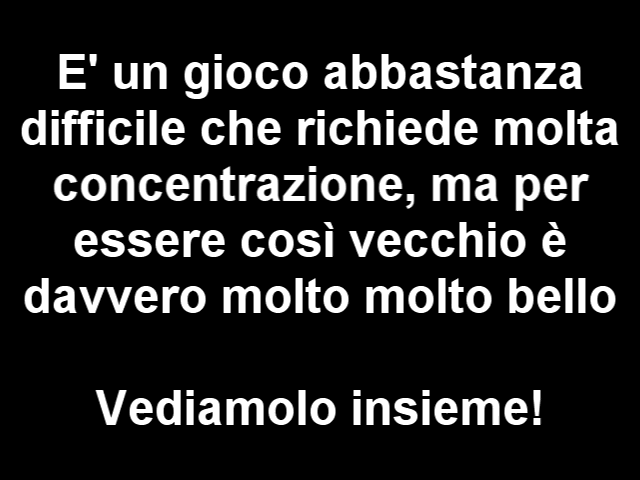 E' un gioco abbastanza
difficile che richiede molta
concentrazione, ma per
essere così vecchio è
davvero molto molto bello
Vediamolo insieme!